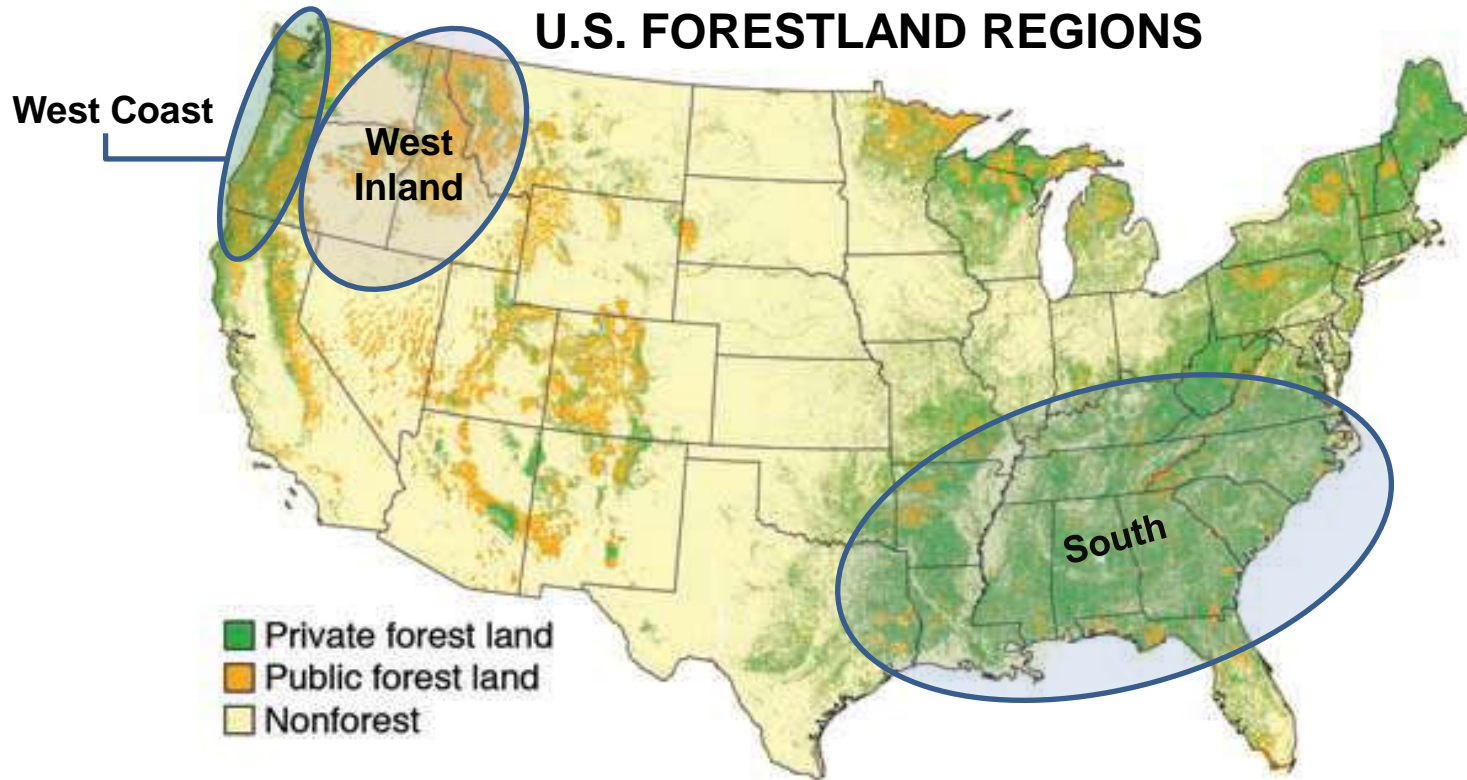 U.S. FORESTLAND REGIONS
West Coast
West
Inland
South
Private forest land
Public forest land
Nonforest